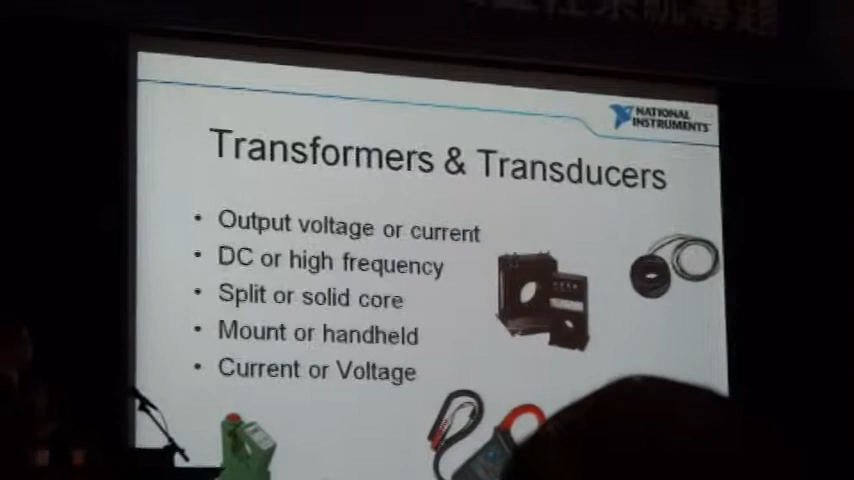 NATIONAL
INSTRUMENTS
Transformers & Transducers
• Output voltage or current
• DC or high frequency
• Split or solid core
• Mount or handheld
• Current or Voltage